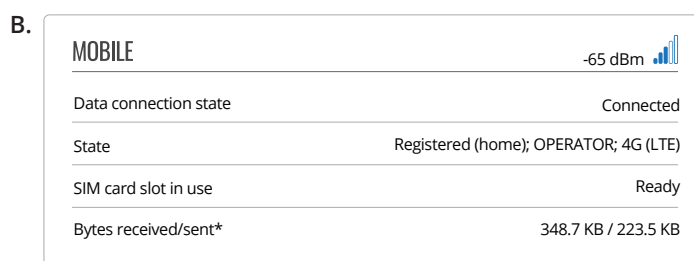 B.
MOBILE -65 dBm
Data connection state Connected
State Registered (home); OPERATOR; 4G (LTE)
SIM card slot in use Ready
Bytes received/sent* 348.7 KB / 223.5 KB